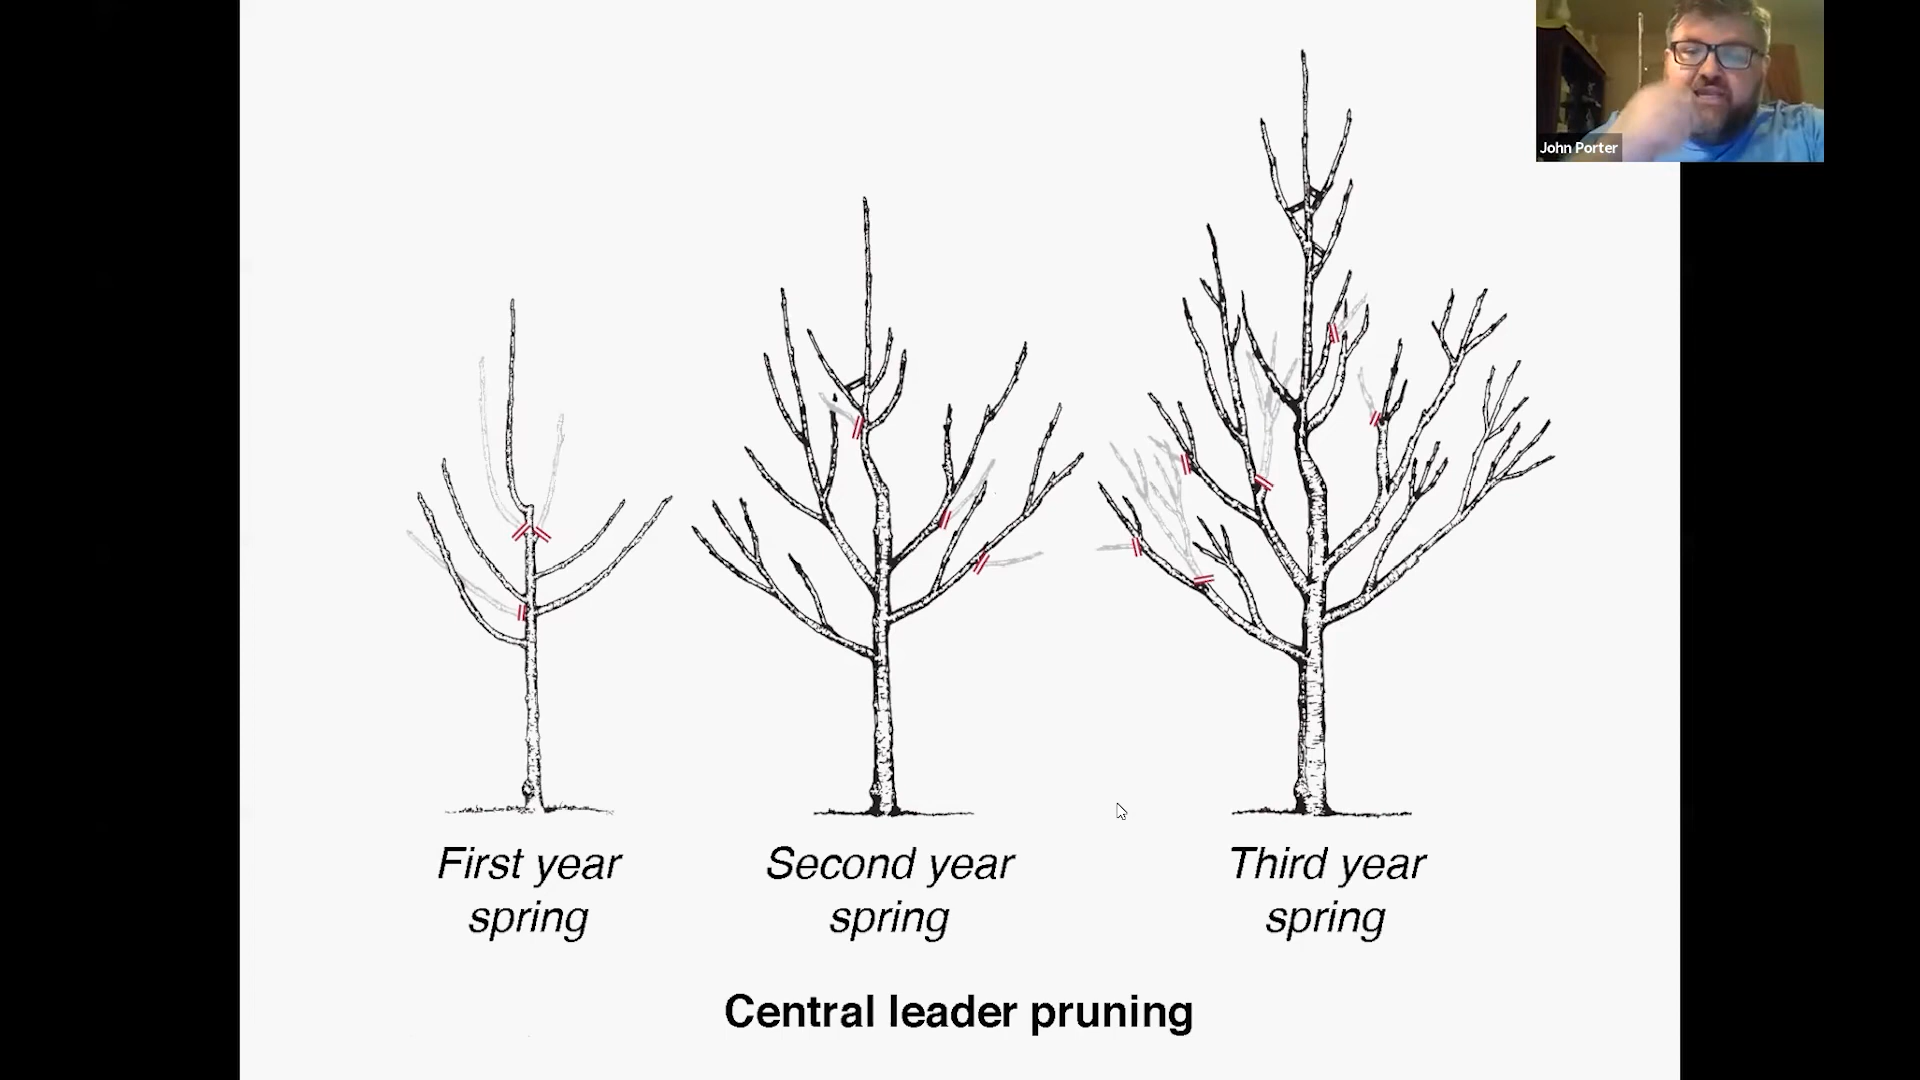 John Porter
First year
spring
Second year
spring
Third year
spring
Central leader pruning